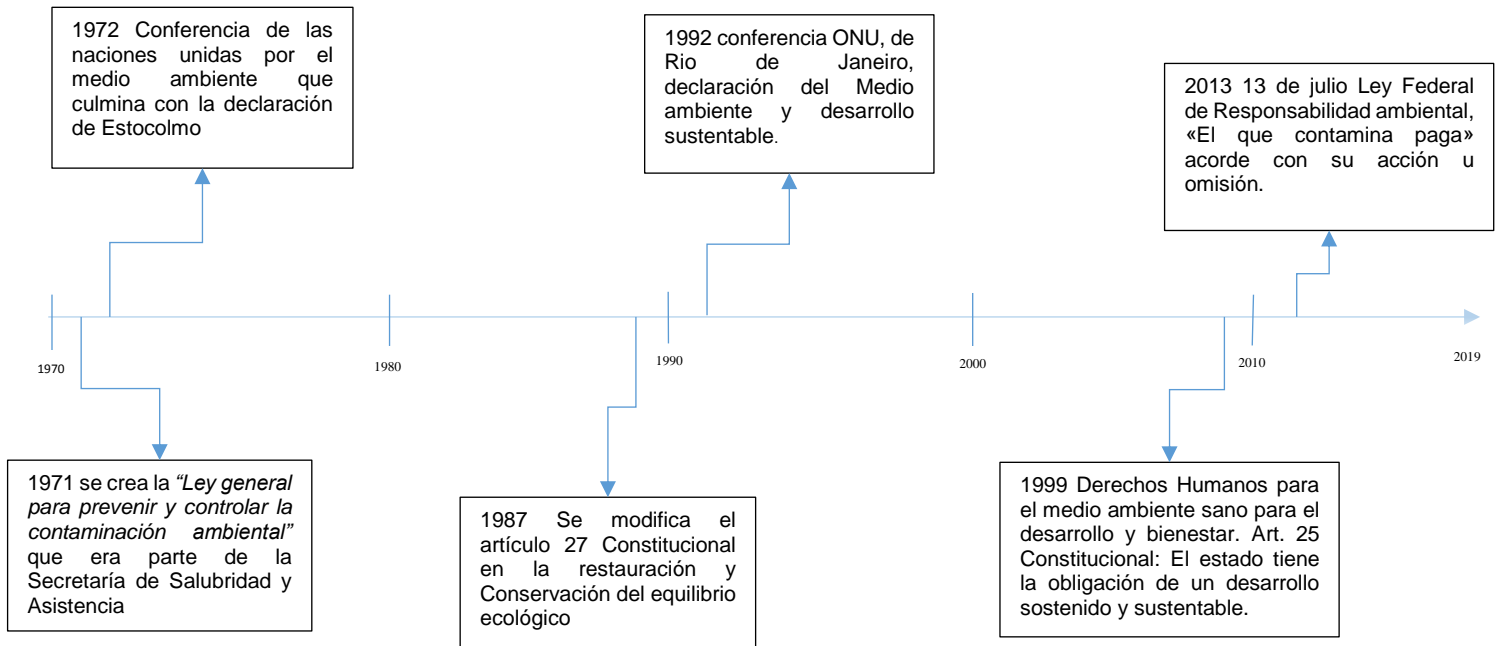 1972 Conferencia de las
naciones unidas por el
medio ambiente que
culmina con la declaración
de Estocolmo
1992 conferencia ONU, de
Rio de Janeiro,
declaración del Medio
ambiente y desarrollo
sustentable.
2013 13 de julio Ley Federal
de Responsabilidad ambiental,
«El que contamina paga»
acorde con su acción u
omisión.
1970
1980
1990
2000
2010
2019
1971 se crea la “Ley general
para prevenir y controlar la
contaminación ambiental”
que era parte de la
Secretaría de Salubridad y
Asistencia
1987 Se modifica el
artículo 27 Constitucional
en la restauración y
Conservación del equilibrio
ecológico
1999 Derechos Humanos para
el medio ambiente sano para el
desarrollo y bienestar. Art. 25
Constitucional: El estado tiene
la obligación de un desarrollo
sostenido y sustentable.